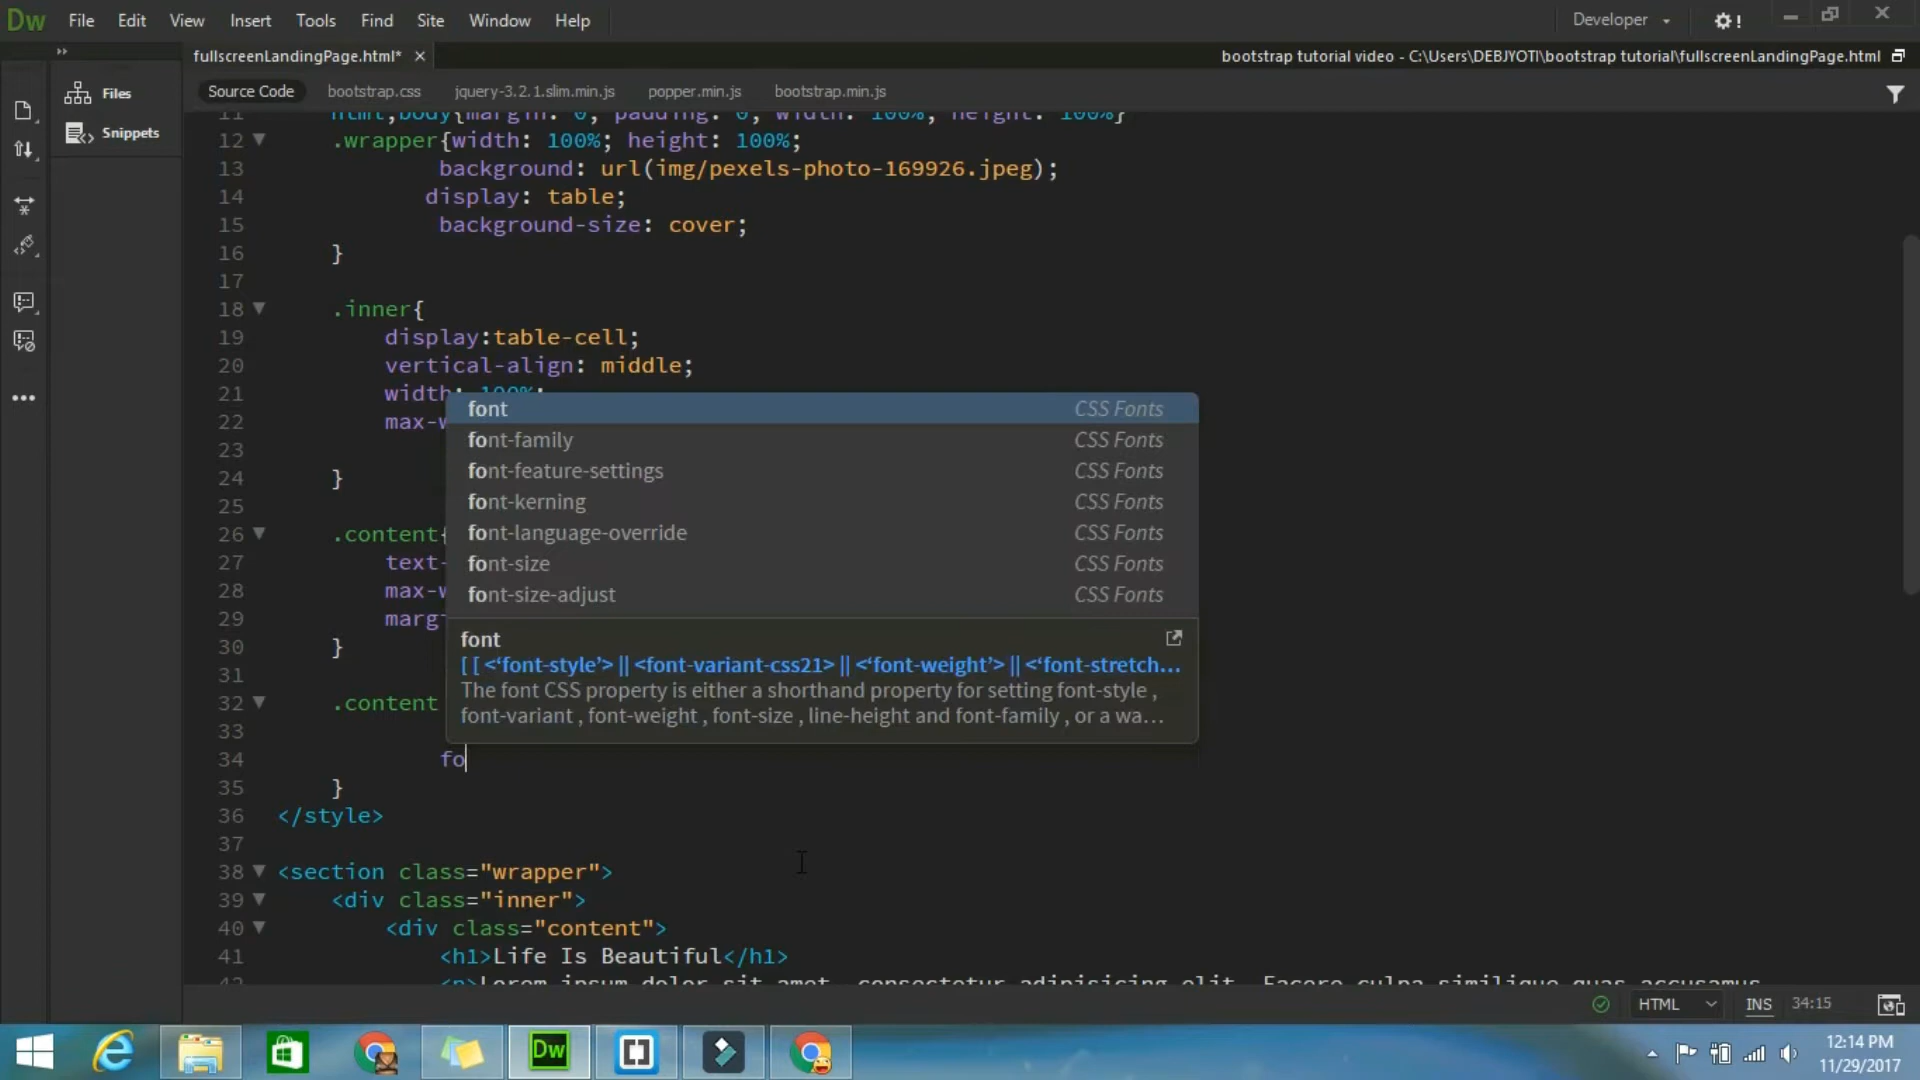 Dw File Edit View Insert Tools Find Site Window Help Developer
fullscreenLandingPage.html* bootstrap tutorial video - C:\Users\DEBJYOTI\bootstrap tutorial\fullscreenLandingPage.html
Files
Snippets
Source Code bootstrap.css jquery-3.2.1.slim.min.js popper.min.js bootstrap.min.js
11 html,body{margin: 0; padding: 0; width: 100%; height: 100%}
12 .wrapper{width: 100%; height: 100%;
13 background: url(img/pexels-photo-169926.jpeg);
14 display: table;
15 background-size: cover;
16 }
17
18 .inner{
19 display:table-cell;
20 vertical-align: middle;
21 width: 100%;
22 max-w
23
24 }
25
26 .content{
27 text-
28 max-w
29 marg
30 }
31
32 .content
33
34 fo
35 }
36 </style>
37
38 <section class="wrapper">
39 <div class="inner">
40 <div class="content">
41 <h1>Life Is Beautiful</h1>
42 <p>Lorem ipsum dolor sit amet, consectetur adipisicing elit. Facere culpa similique quas accusamus
font CSS Fonts
font-family CSS Fonts
font-feature-settings CSS Fonts
font-kerning CSS Fonts
font-language-override CSS Fonts
font-size CSS Fonts
font-size-adjust CSS Fonts
font
[ [ <‘font-style’> || <font-variant-css21> || <‘font-weight’> || <‘font-stretch...
The font CSS property is either a shorthand property for setting font-style ,
font-variant , font-weight , font-size , line-height and font-family , or a wa...
HTML INS 34:15
Dw
12:14 PM
11/29/2017